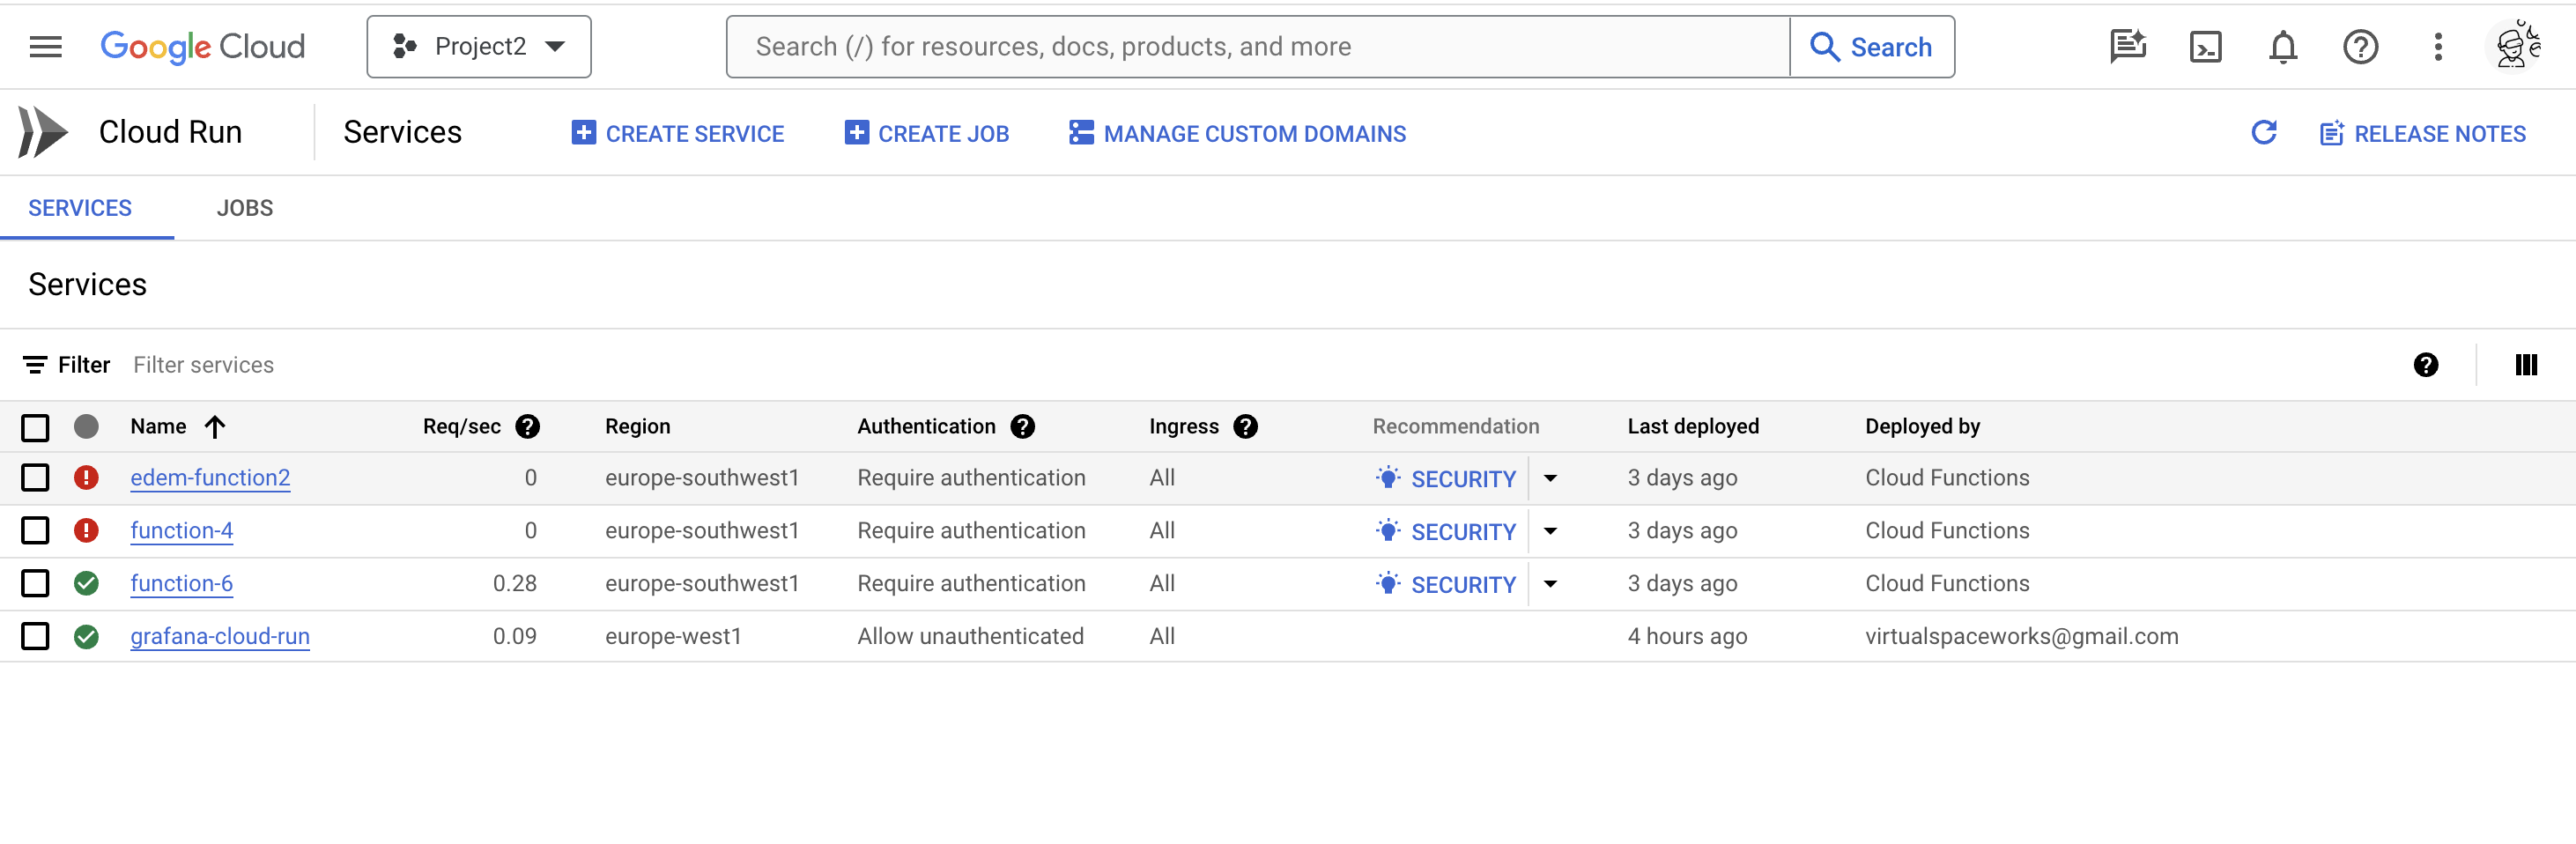 Google Cloud Project2 Search (/) for resources, docs, products, and more Search
Cloud Run Services CREATE SERVICE CREATE JOB MANAGE CUSTOM DOMAINS RELEASE NOTES
SERVICES JOBS
Services
Filter Filter services
Name Req/sec Region Authentication Ingress Recommendation Last deployed Deployed by
edem-function2 0 europe-southwest1 Require authentication All SECURITY 3 days ago Cloud Functions
function-4 0 europe-southwest1 Require authentication All SECURITY 3 days ago Cloud Functions
function-6 0.28 europe-southwest1 Require authentication All SECURITY 3 days ago Cloud Functions
grafana-cloud-run 0.09 europe-west1 Allow unauthenticated All 4 hours ago virtualspaceworks@gmail.com